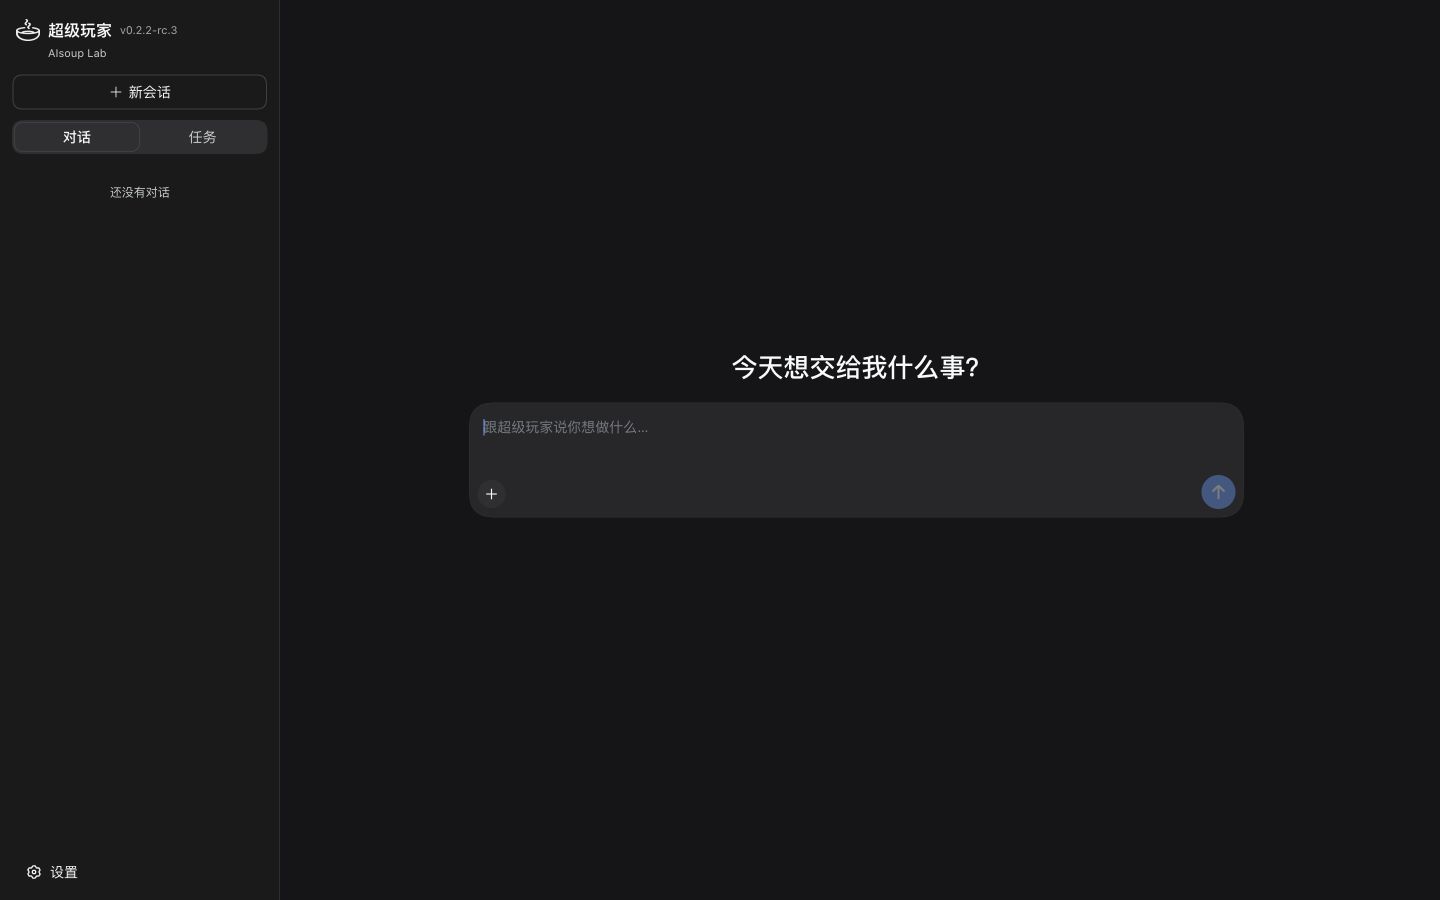 超级玩家 v0.2.2-rc.3
AIsoup Lab
新会话
对话 任务
还没有对话
今天想交给我什么事?
跟超级玩家说你想做什么...
设置